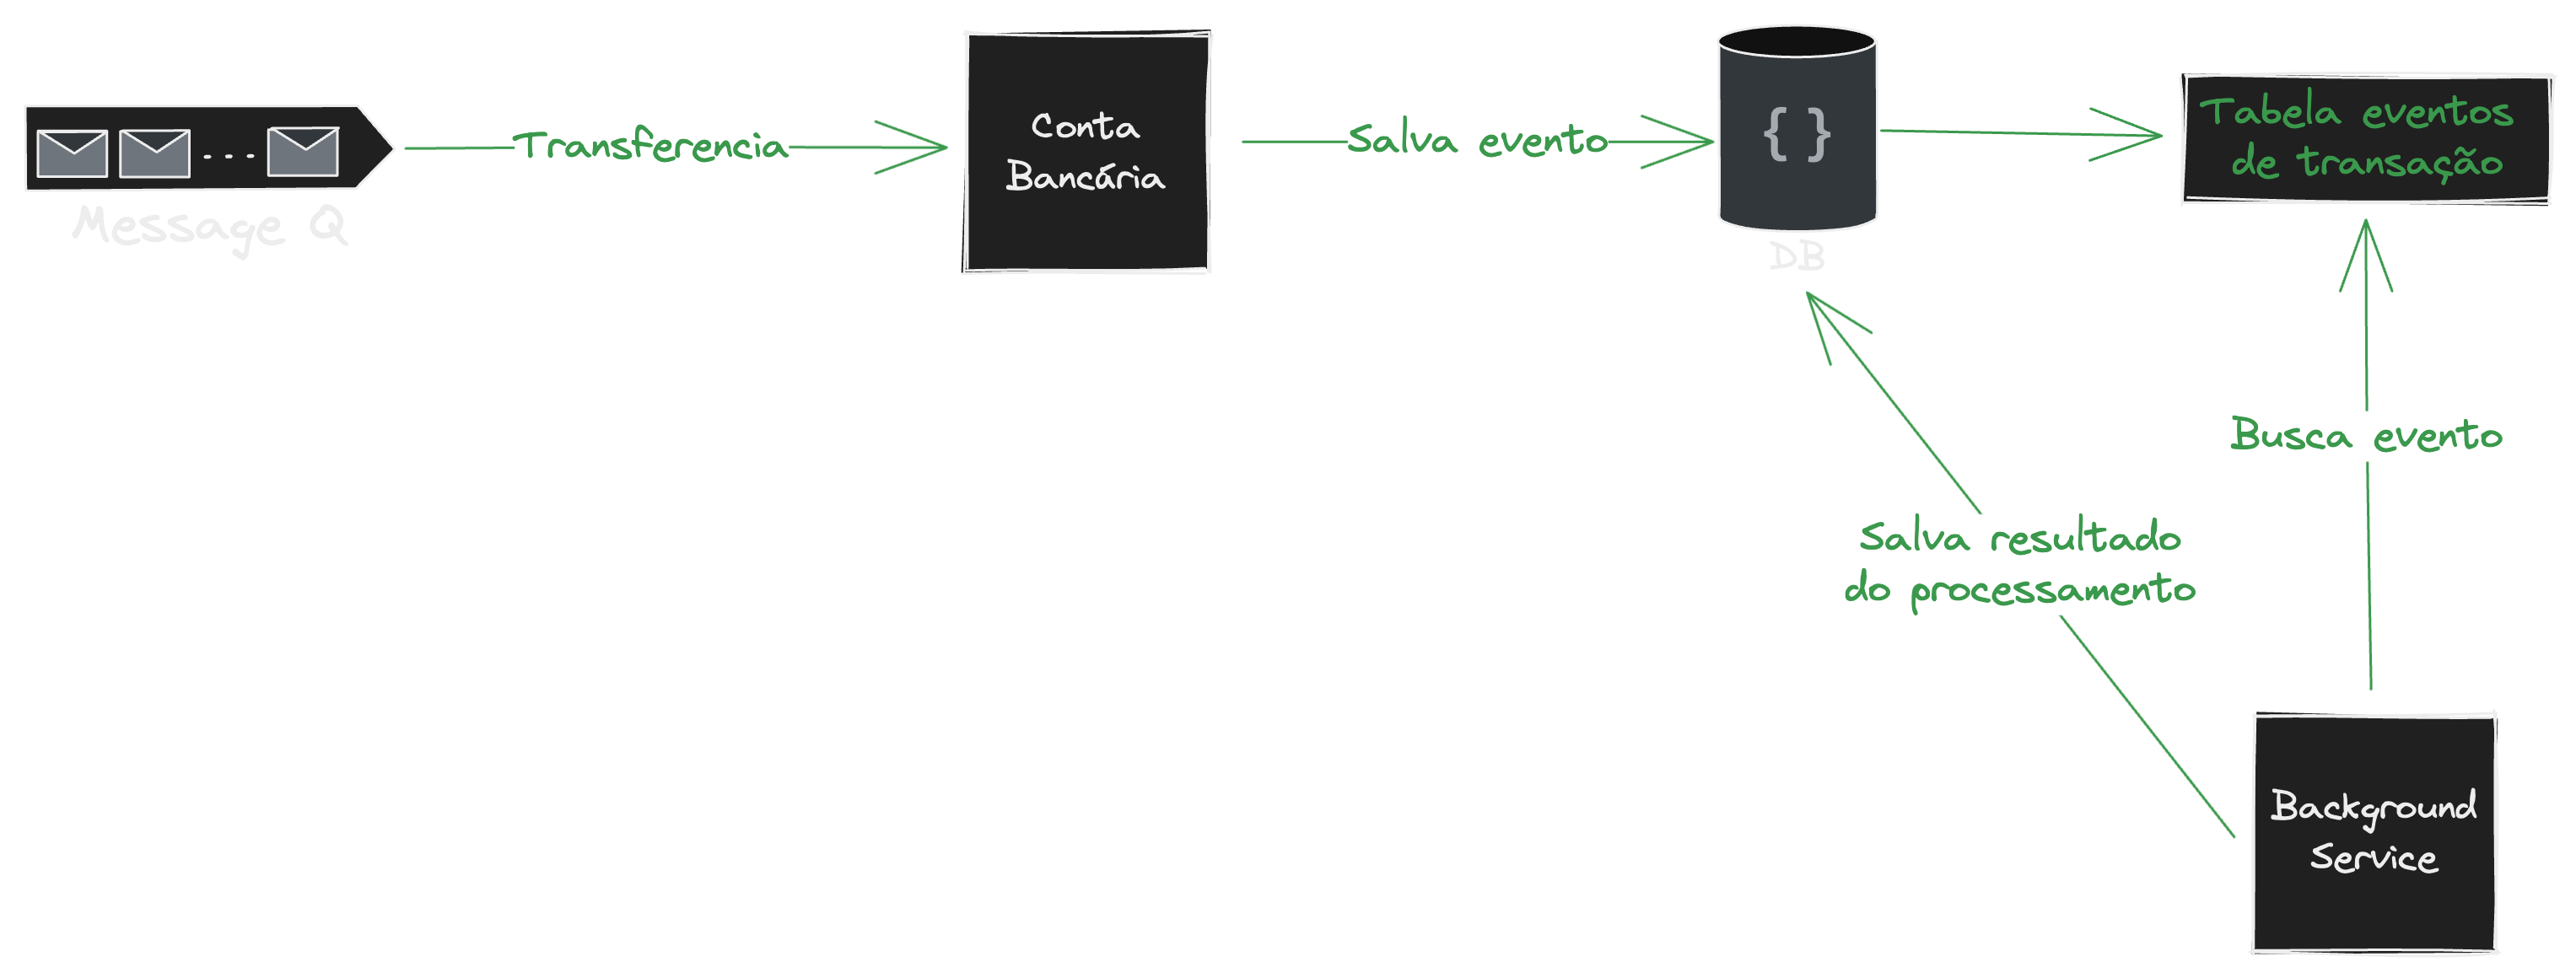 Transferencia
Message Q
Conta
Bancária
Salva evento
{ }
DB
Tabela eventos
de transação
Busca evento
Salva resultado
do processamento
Background
Service